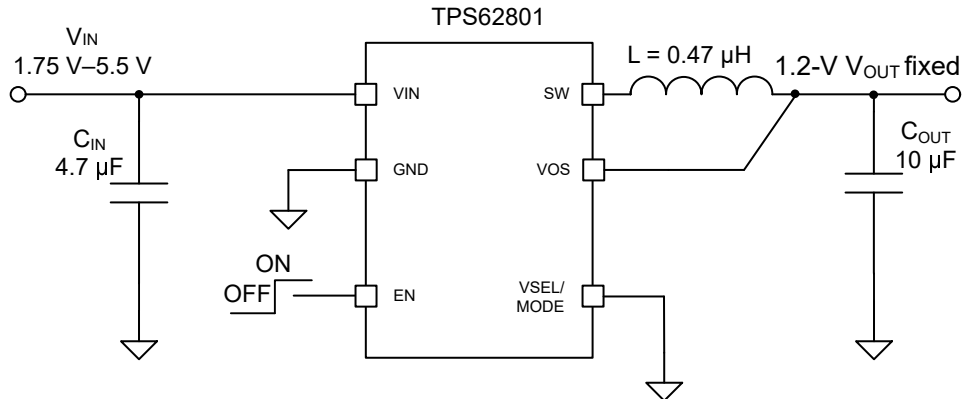 TPS62801
VIN
1.75 V–5.5 V
L = 0.47 µH
1.2-V VOUT fixed
VIN
SW
CIN
4.7 µF
COUT
10 µF
GND
VOS
ON
OFF
EN
VSEL/
MODE